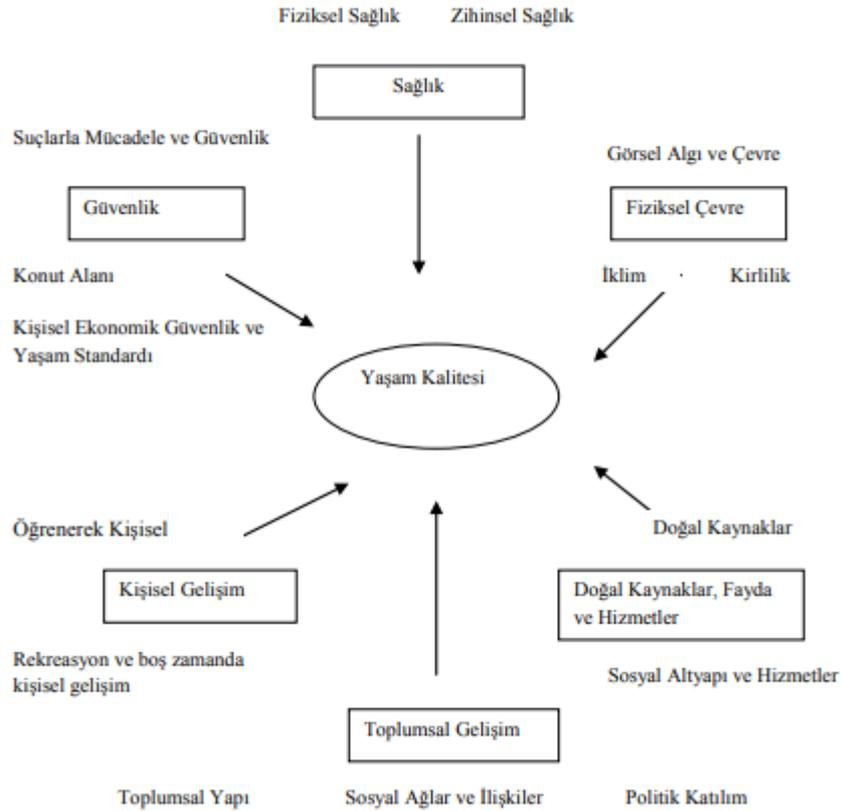 Fiziksel Sağlık Zihinsel Sağlık
Sağlık
Suçlarla Mücadele ve Güvenlik
Görsel Algı ve Çevre
Güvenlik
Fiziksel Çevre
Konut Alanı
İklim . Kirlilik
Kişisel Ekonomik Güvenlik ve
Yaşam Standardı
Yaşam Kalitesi
Öğrenerek Kişisel
Doğal Kaynaklar
Kişisel Gelişim
Doğal Kaynaklar, Fayda
ve Hizmetler
Rekreasyon ve boş zamanda
kişisel gelişim
Sosyal Altyapı ve Hizmetler
Toplumsal Gelişim
Toplumsal Yapı Sosyal Ağlar ve İlişkiler Politik Katılım